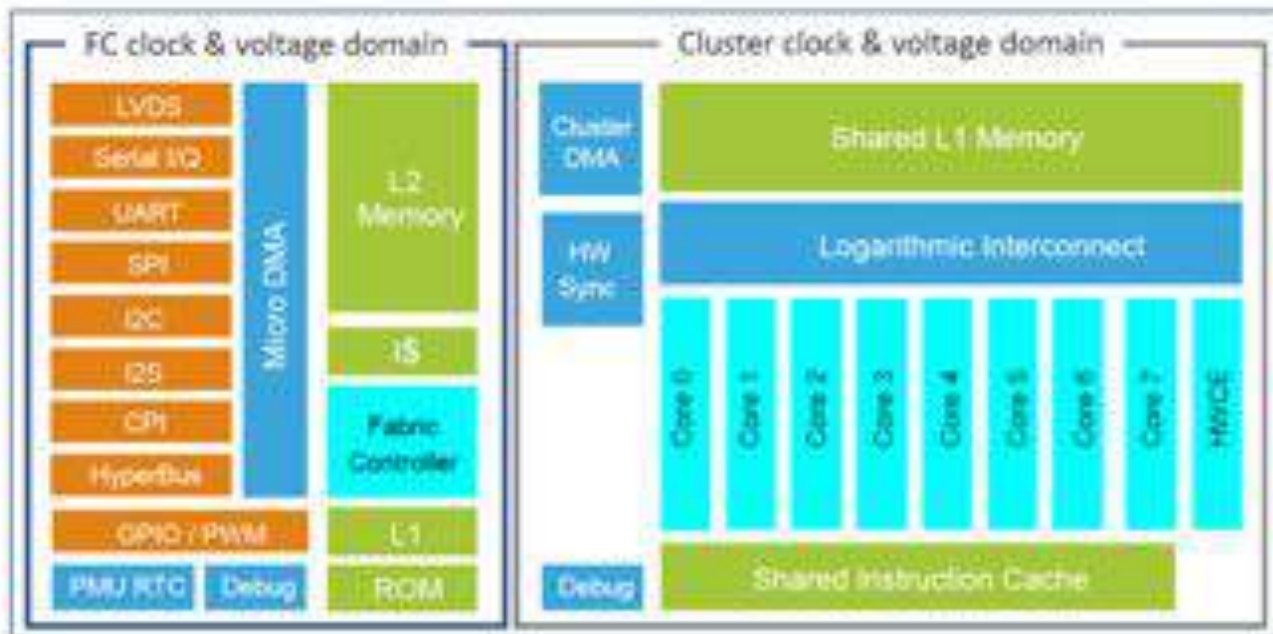 FC clock & voltage domain
LVDS
Serial I/Q
UART
SPI
I2C
I2S
CPI
HyperBus
GPIO / PWM
PMU RTC
Debug
Micro DMA
L2
Memory
I$
Fabric
Controller
L1
ROM
Cluster clock & voltage domain
Cluster
DMA
HW
Sync
Debug
Shared L1 Memory
Logarithmic Interconnect
Core 0
Core 1
Core 2
Core 3
Core 4
Core 5
Core 6
Core 7
HWCE
Shared Instruction Cache